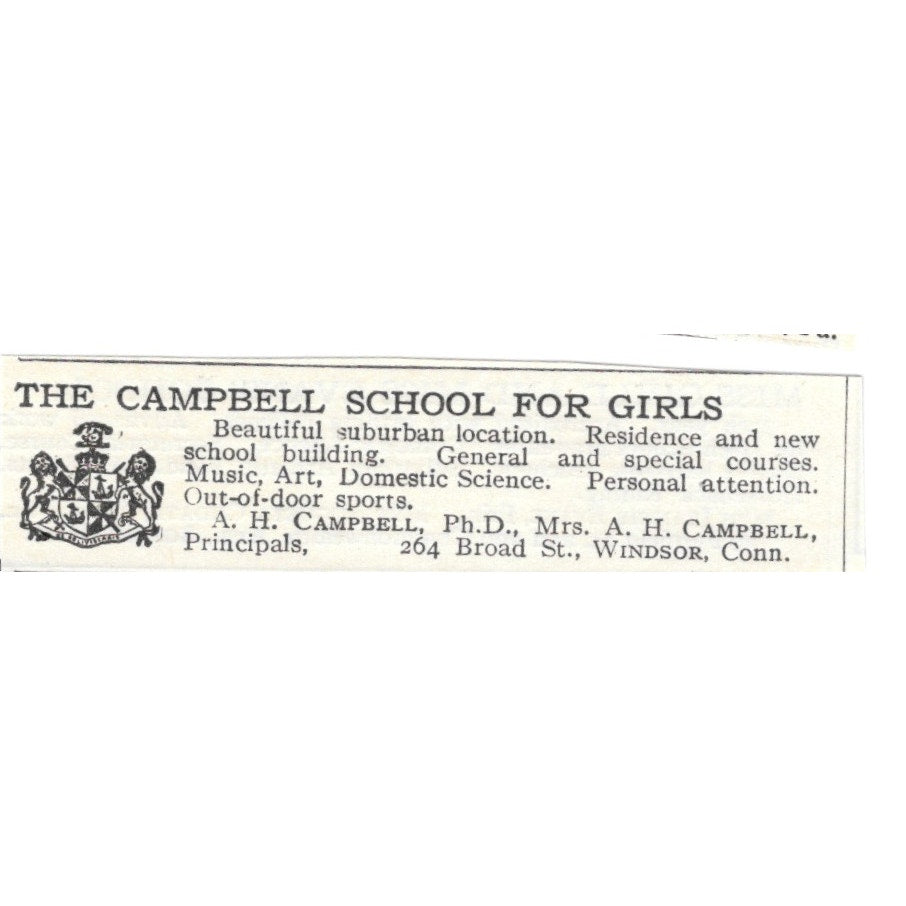 THE CAMPBELL SCHOOL FOR GIRLS
Beautiful suburban location. Residence and new
school building. General and special courses.
Music, Art, Domestic Science. Personal attention.
Out-of-door sports.
A. H. CAMPBELL, Ph.D., Mrs. A. H. CAMPBELL,
Principals, 264 Broad St., WINDSOR, Conn.